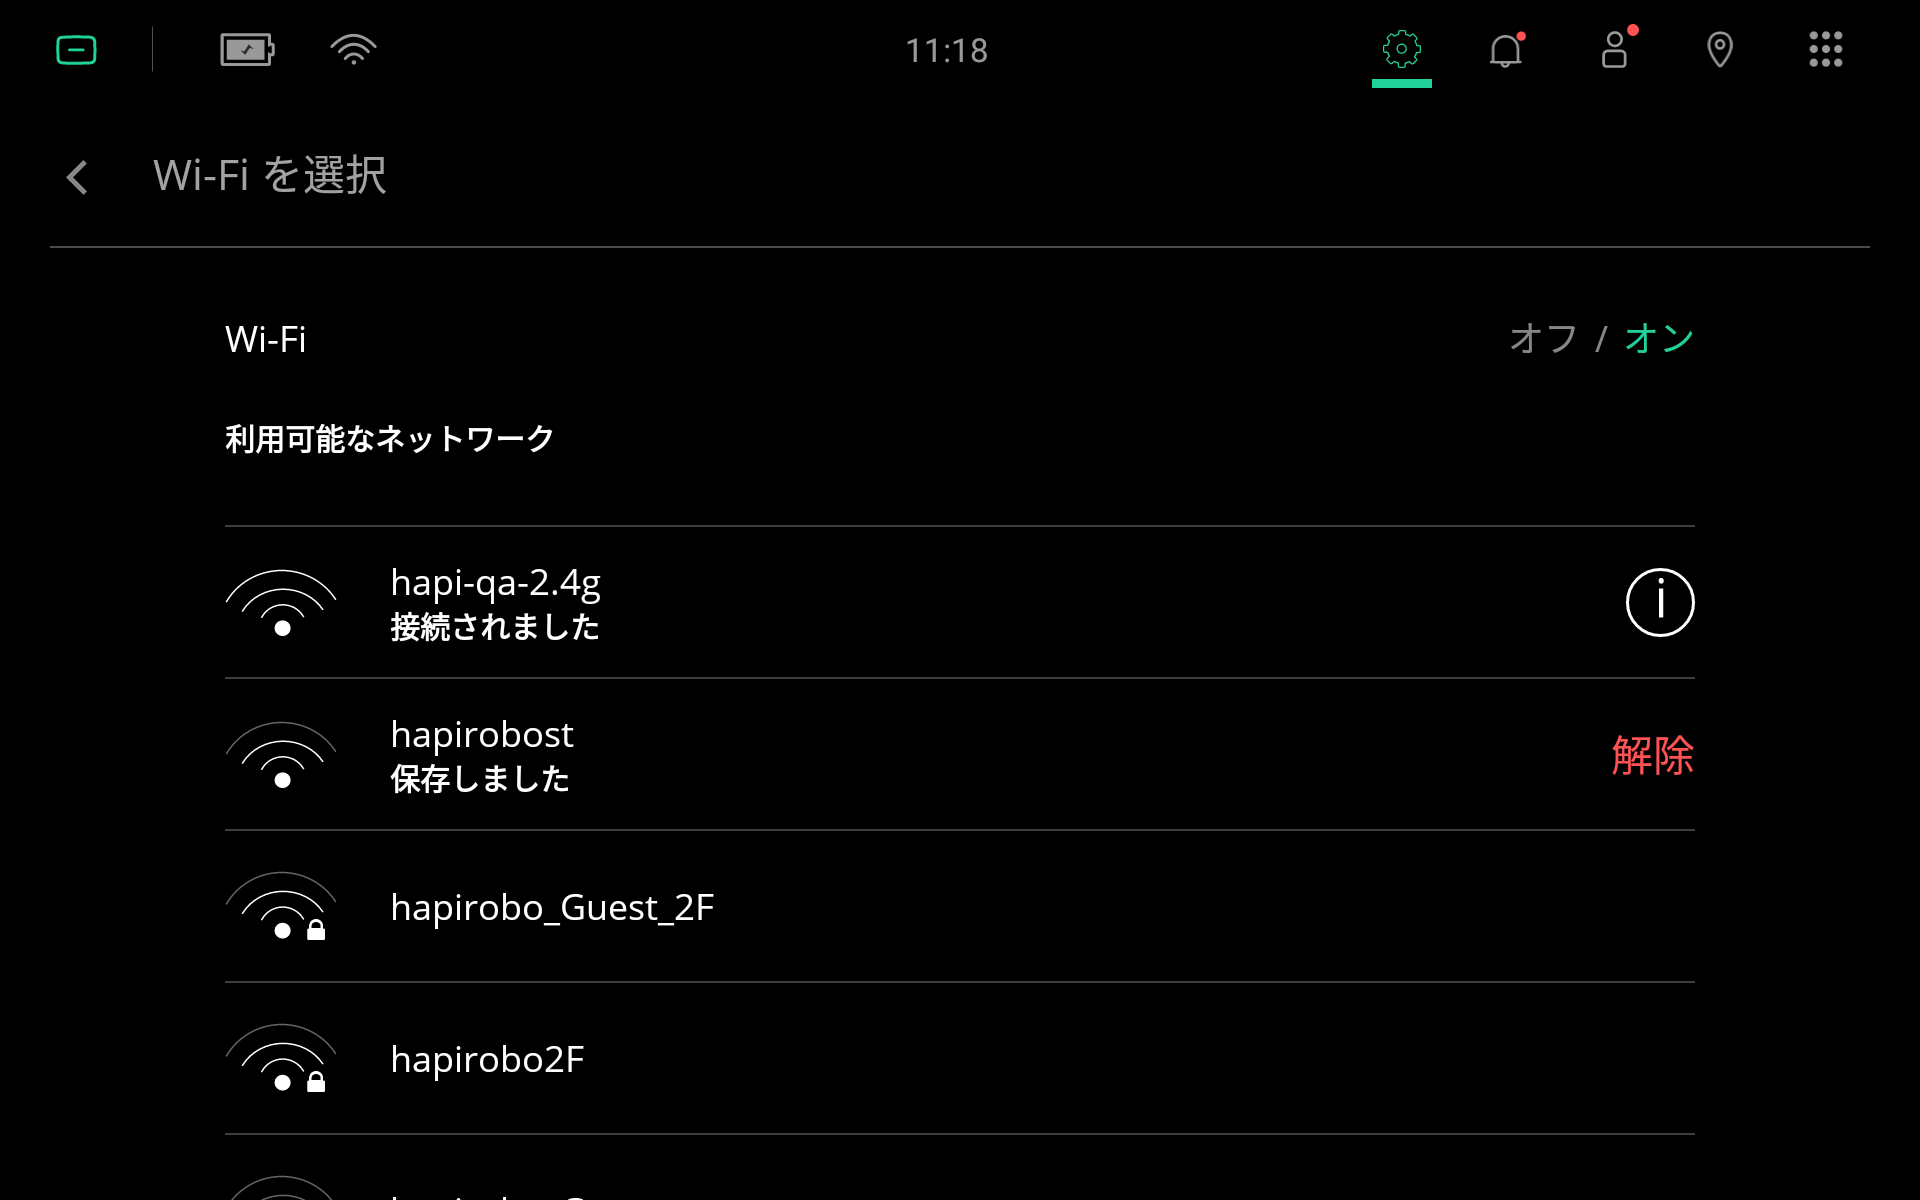 11:18
Wi-Fi を選択
Wi-Fi
オフ / オン
利用可能なネットワーク
hapi-qa-2.4g
接続されました
hapirobost
保存しました
解除
hapirobo_Guest_2F
hapirobo2F